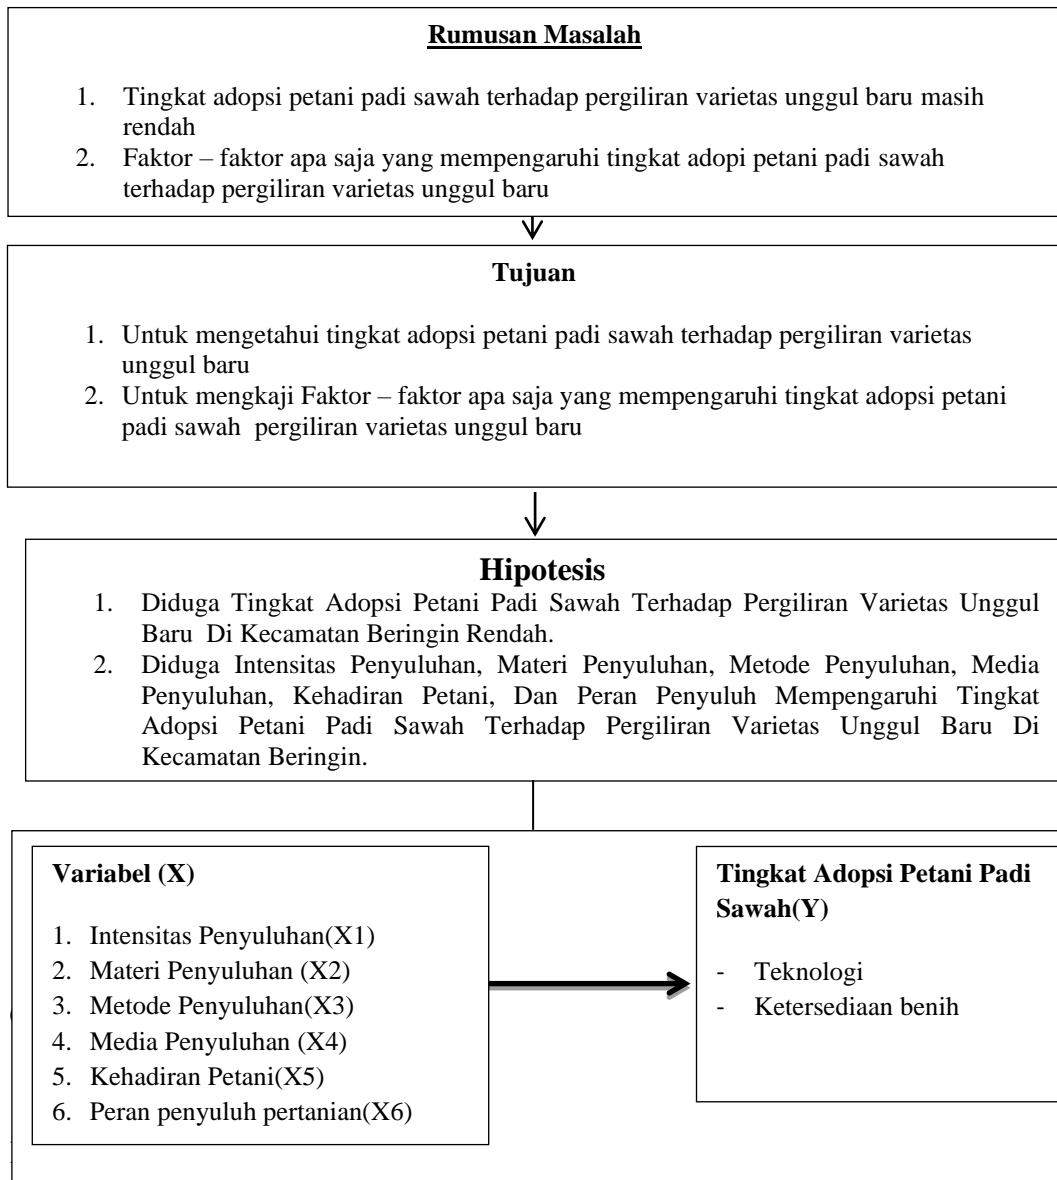 Rumusan Masalah
1. Tingkat adopsi petani padi sawah terhadap pergiliran varietas unggul baru masih
rendah
2. Faktor – faktor apa saja yang mempengaruhi tingkat adopi petani padi sawah
terhadap pergiliran varietas unggul baru
Tujuan
1. Untuk mengetahui tingkat adopsi petani padi sawah terhadap pergiliran varietas
unggul baru
2. Untuk mengkaji Faktor – faktor apa saja yang mempengaruhi tingkat adopsi petani
padi sawah pergiliran varietas unggul baru
Hipotesis
1. Diduga Tingkat Adopsi Petani Padi Sawah Terhadap Pergiliran Varietas Unggul
Baru Di Kecamatan Beringin Rendah.
2. Diduga Intensitas Penyuluhan, Materi Penyuluhan, Metode Penyuluhan, Media
Penyuluhan, Kehadiran Petani, Dan Peran Penyuluh Mempengaruhi Tingkat
Adopsi Petani Padi Sawah Terhadap Pergiliran Varietas Unggul Baru Di
Kecamatan Beringin.
Variabel (X)
1. Intensitas Penyuluhan(X1)
2. Materi Penyuluhan (X2)
3. Metode Penyuluhan(X3)
4. Media Penyuluhan (X4)
5. Kehadiran Petani(X5)
6. Peran penyuluh pertanian(X6)
Tingkat Adopsi Petani Padi
Sawah(Y)
- Teknologi
- Ketersediaan benih